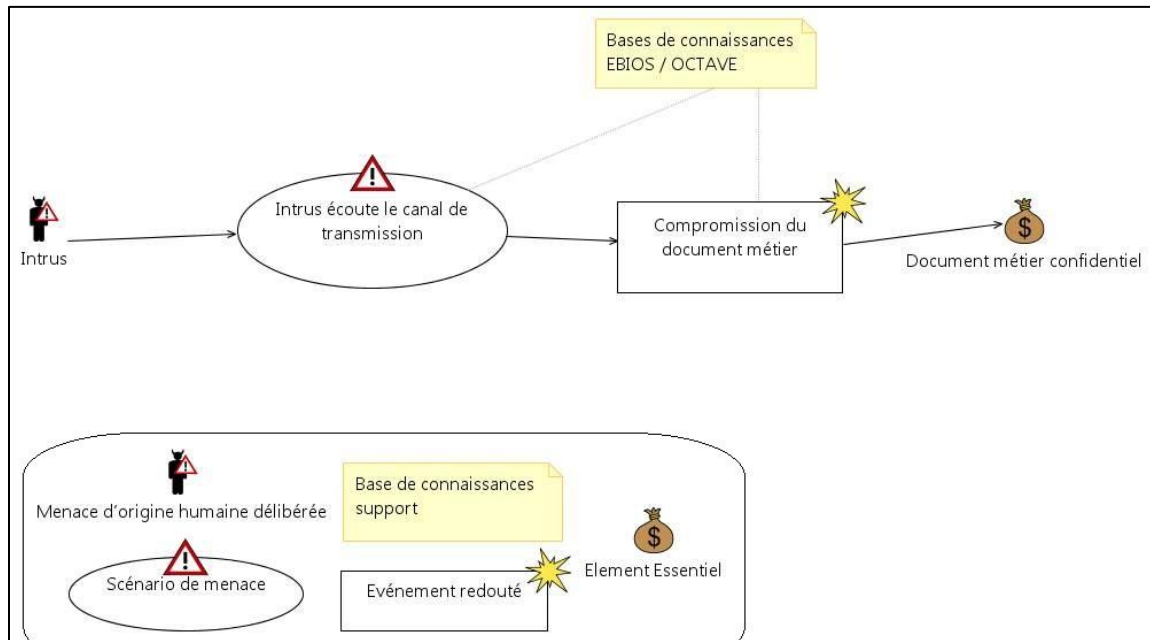 Bases de connaissances
EBIOS / OCTAVE
Intrus écoute le canal de
transmission
Compromission du
document métier
Intrus
$
Document métier confidentiel
Menace d'origine humaine délibérée
Base de connaissances
support
Scénario de menace
Evénement redouté
$
Element Essentiel